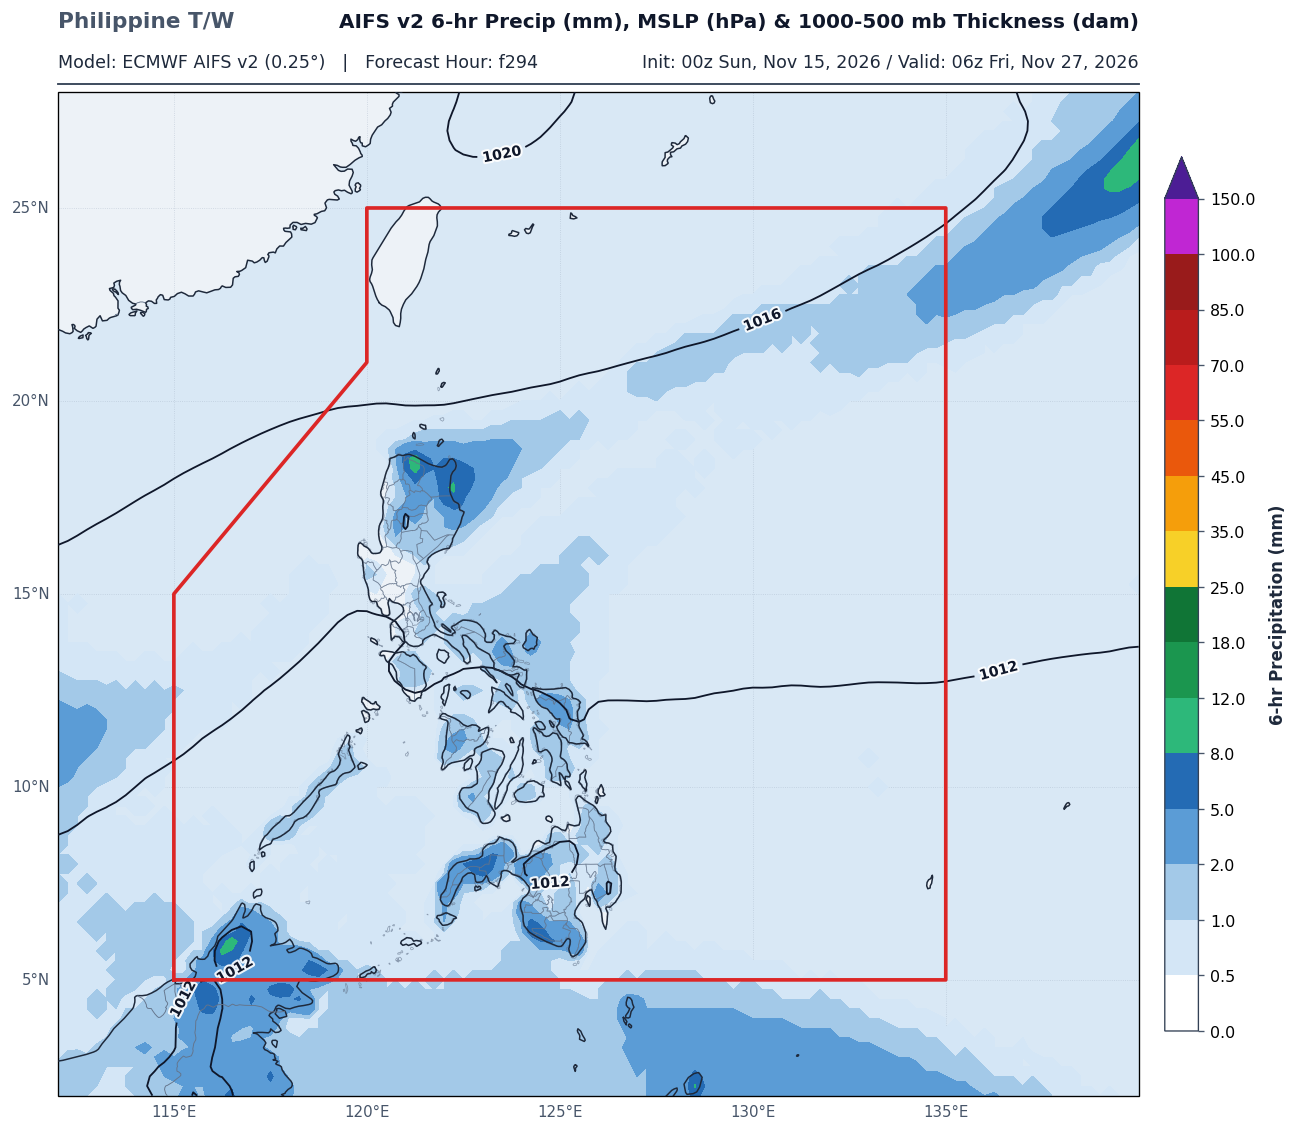 Philippine T/W
AIFS v2 6-hr Precip (mm), MSLP (hPa) & 1000-500 mb Thickness (dam)
Model: ECMWF AIFS v2 (0.25°)   |   Forecast Hour: f294
Init: 00z Sun, Nov 15, 2026 / Valid: 06z Fri, Nov 27, 2026
1020
1016
1012
1012
1012
1012
25°N
20°N
15°N
10°N
5°N
115°E
120°E
125°E
130°E
135°E
150.0
100.0
85.0
70.0
55.0
45.0
35.0
25.0
18.0
12.0
8.0
5.0
2.0
1.0
0.5
0.0
6-hr Precipitation (mm)